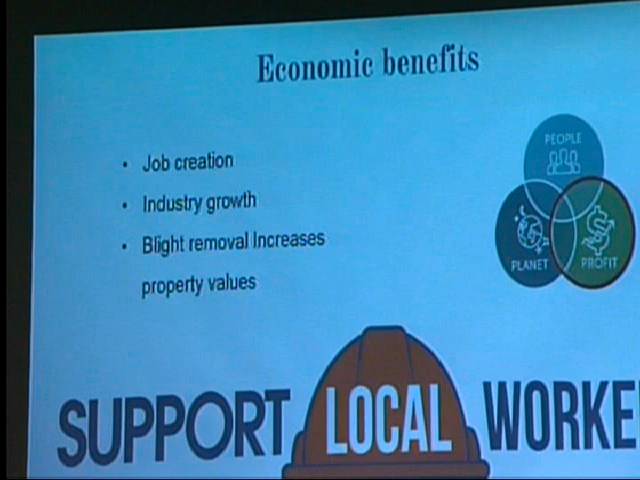 Economic benefits
• Job creation
• Industry growth
• Blight removal Increases
property values
PEOPLE
PLANET
PROFIT
SUPPORT LOCAL WORKE